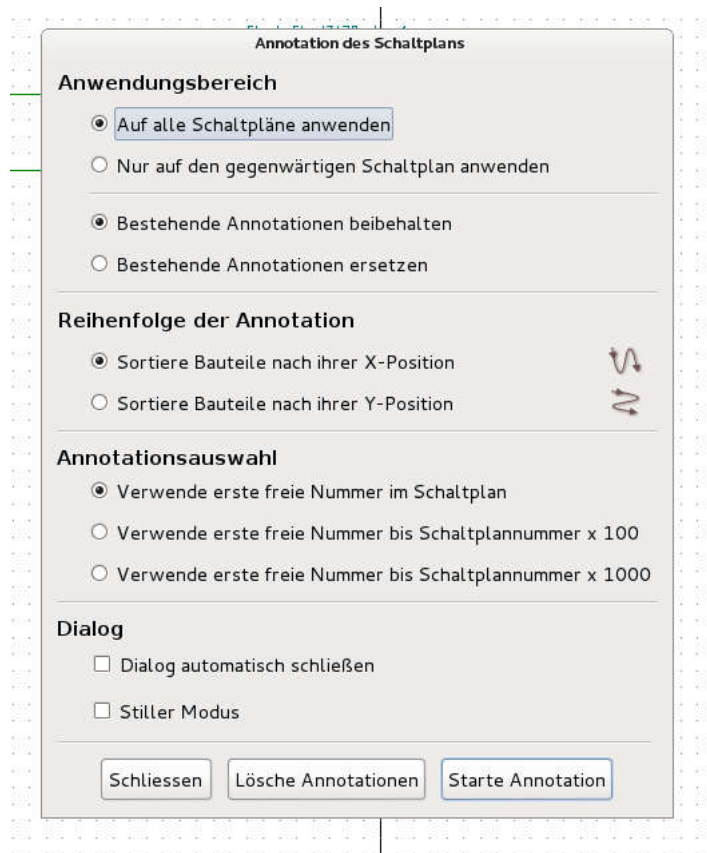 Annotation des Schaltplans
Anwendungsbereich
Auf alle Schaltpläne anwenden
Nur auf den gegenwärtigen Schaltplan anwenden
Bestehende Annotationen beibehalten
Bestehende Annotationen ersetzen
Reihenfolge der Annotation
Sortiere Bauteile nach ihrer X-Position
Sortiere Bauteile nach ihrer Y-Position
Annotationsauswahl
Verwende erste freie Nummer im Schaltplan
Verwende erste freie Nummer bis Schaltplannummer x 100
Verwende erste freie Nummer bis Schaltplannummer x 1000
Dialog
Dialog automatisch schließen
Stiller Modus
Schliessen Lösche Annotationen Starte Annotation